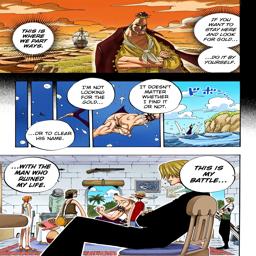 IF YOU
WANT TO
STAY HERE
AND LOOK
FOR GOLD...
...DO IT BY
YOURSELF.
THIS IS
WHERE
WE PART
WAYS.
IT DOESN'T
MATTER
WHETHER
I FIND IT
OR NOT.
I'M NOT
LOOKING
FOR THE
GOLD...
...OR TO CLEAR
HIS NAME.
THIS IS
MY
BATTLE...
...WITH THE
MAN WHO
RUINED
MY LIFE.